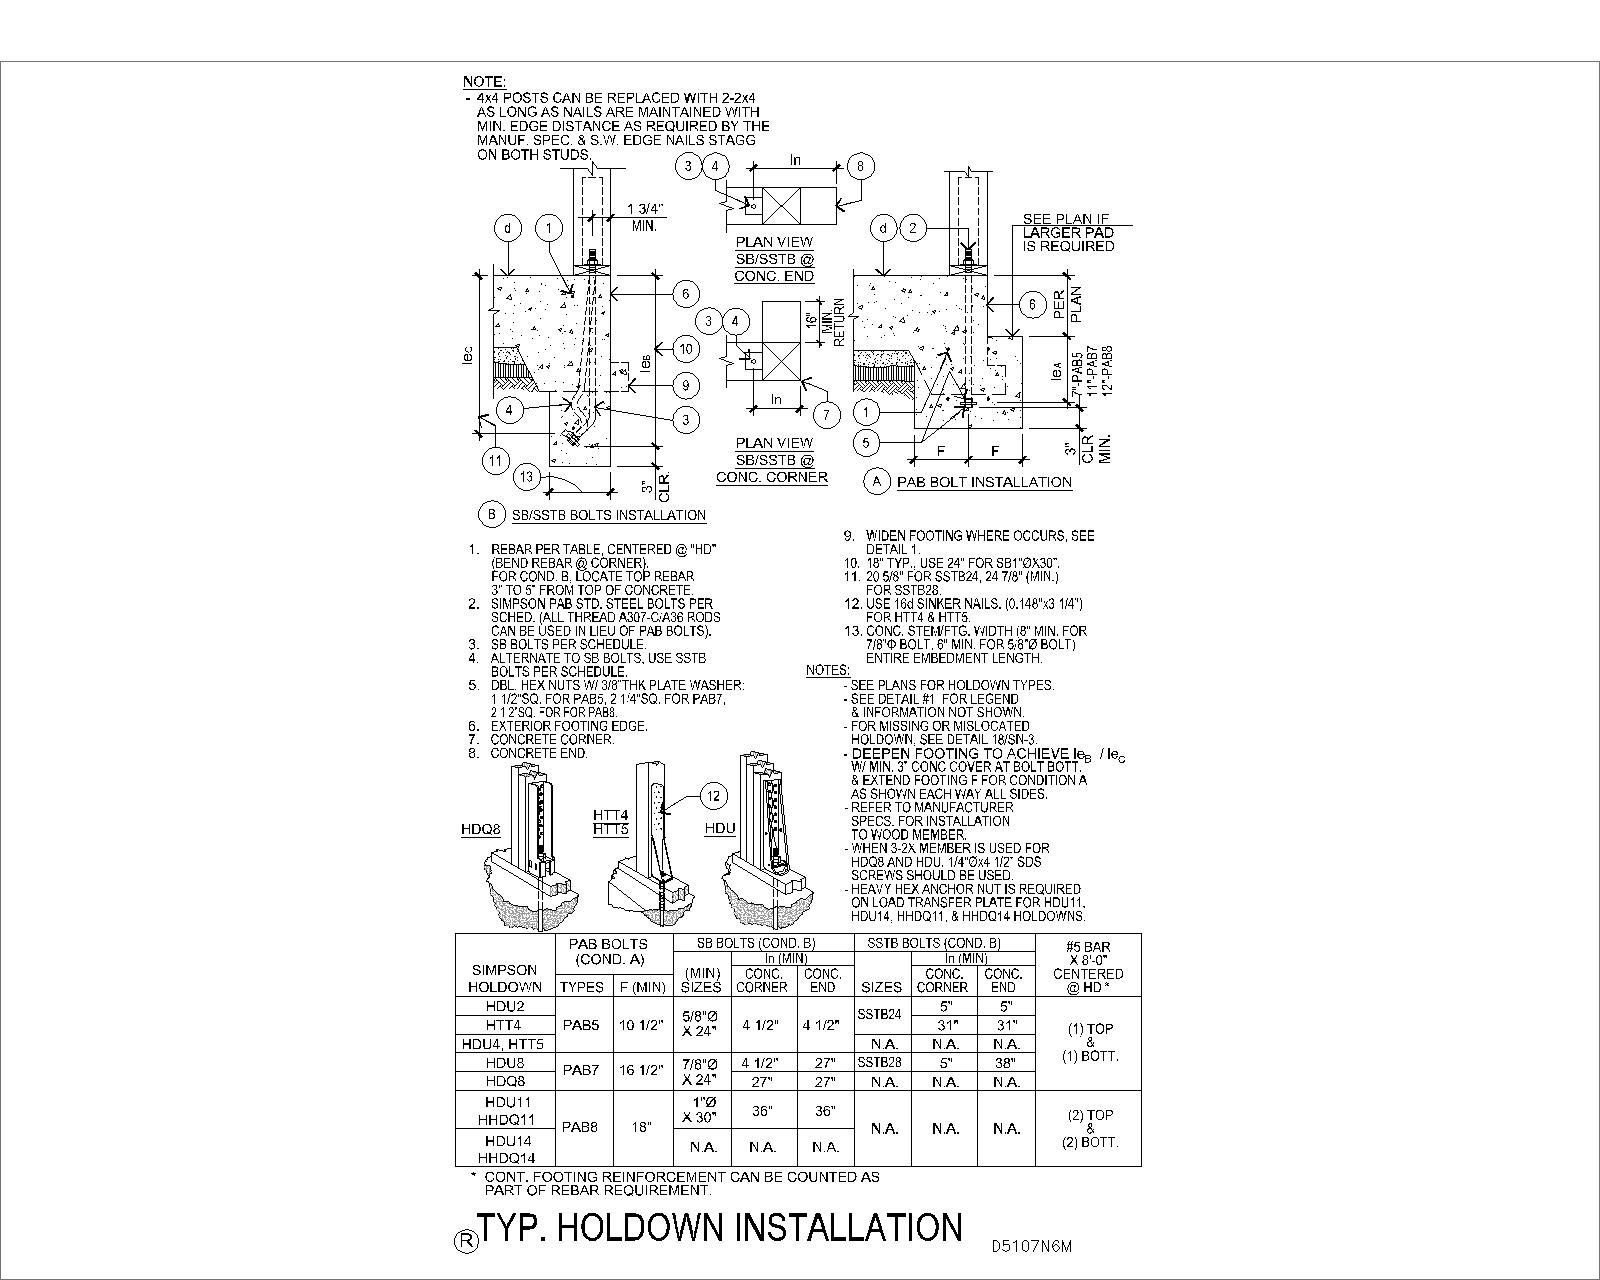 NOTE:
- 4x4 POSTS CAN BE REPLACED WITH 2-2x4
AS LONG AS NAILS ARE MAINTAINED WITH
MIN. EDGE DISTANCE AS REQUIRED BY THE
MANUF. SPEC. & S.W. EDGE NAILS STAGG
ON BOTH STUDS.
1 3/4"
MIN.
d
1
6
10
9
3
4
11
13
leC
leB
3"
CLR.
B SB/SSTB BOLTS INSTALLATION
3
4
ln
8
PLAN VIEW
SB/SSTB @
CONC. END
3
4
16"
MIN.
RETURN
ln
7
PLAN VIEW
SB/SSTB @
CONC. CORNER
d
2
SEE PLAN IF
LARGER PAD
IS REQUIRED
6
PER
PLAN
leA
7"-PAB5
11"-PAB7
12"-PAB8
1
5
F
F
3"
CLR
MIN.
A PAB BOLT INSTALLATION
1. REBAR PER TABLE, CENTERED @ "HD"
(BEND REBAR @ CORNER).
FOR COND. B, LOCATE TOP REBAR
3" TO 5" FROM TOP OF CONCRETE.
2. SIMPSON PAB STD. STEEL BOLTS PER
SCHED. (ALL THREAD A307-C/A36 RODS
CAN BE USED IN LIEU OF PAB BOLTS).
3. SB BOLTS PER SCHEDULE.
4. ALTERNATE TO SB BOLTS, USE SSTB
BOLTS PER SCHEDULE.
5. DBL. HEX NUTS W/ 3/8"THK PLATE WASHER:
1 1/2"SQ. FOR PAB5, 2 1/4"SQ. FOR PAB7,
2 1 2"SQ. FOR FOR PAB8.
6. EXTERIOR FOOTING EDGE.
7. CONCRETE CORNER.
8. CONCRETE END.
9. WIDEN FOOTING WHERE OCCURS, SEE
DETAIL 1.
10. 18" TYP., USE 24" FOR SB1"ØX30".
11. 20 5/8" FOR SSTB24, 24 7/8" (MIN.)
FOR SSTB28.
12. USE 16d SINKER NAILS. (0.148"x3 1/4")
FOR HTT4 & HTT5.
13. CONC. STEM/FTG. WIDTH (8" MIN. FOR
7/8"Φ BOLT, 6" MIN. FOR 5/8"Ø BOLT)
ENTIRE EMBEDMENT LENGTH.
NOTES:
- SEE PLANS FOR HOLDOWN TYPES.
- SEE DETAIL #1 FOR LEGEND
& INFORMATION NOT SHOWN.
- FOR MISSING OR MISLOCATED
HOLDOWN, SEE DETAIL 18/SN-3.
- DEEPEN FOOTING TO ACHIEVE leB / leC
W/ MIN. 3" CONC COVER AT BOLT BOTT.
& EXTEND FOOTING F FOR CONDITION A
AS SHOWN EACH WAY ALL SIDES.
- REFER TO MANUFACTURER
SPECS. FOR INSTALLATION
TO WOOD MEMBER.
- WHEN 3-2X MEMBER IS USED FOR
HDQ8 AND HDU. 1/4"Øx4 1/2" SDS
SCREWS SHOULD BE USED.
- HEAVY HEX ANCHOR NUT IS REQUIRED
ON LOAD TRANSFER PLATE FOR HDU11,
HDU14, HHDQ11, & HHDQ14 HOLDOWNS.
HDQ8
HTT4
HTT5
12
HDU
SIMPSON
HOLDOWN
PAB BOLTS
(COND. A)
TYPES
F (MIN)
SB BOLTS (COND. B)
(MIN)
SIZES
ln (MIN)
CONC.
CORNER
CONC.
END
SSTB BOLTS (COND. B)
SIZES
ln (MIN)
CONC.
CORNER
CONC.
END
#5 BAR
X 8'-0"
CENTERED
@ HD *
HDU2
HTT4
HDU4, HTT5
PAB5
10 1/2"
5/8"Ø
X 24"
4 1/2"
4 1/2"
SSTB24
5" 5"
31" 31"
N.A. N.A. N.A.
(1) TOP
&
(1) BOTT.
HDU8
HDQ8
PAB7
16 1/2"
7/8"Ø
X 24"
4 1/2" 27"
27" 27"
SSTB28 5" 38"
N.A. N.A. N.A.
HDU11
HHDQ11
HDU14
HHDQ14
PAB8
18"
1"Ø
X 30"
36" 36"
N.A. N.A. N.A.
N.A. N.A. N.A.
(2) TOP
&
(2) BOTT.
* CONT. FOOTING REINFORCEMENT CAN BE COUNTED AS
PART OF REBAR REQUIREMENT.
R TYP. HOLDOWN INSTALLATION
D5107N6M